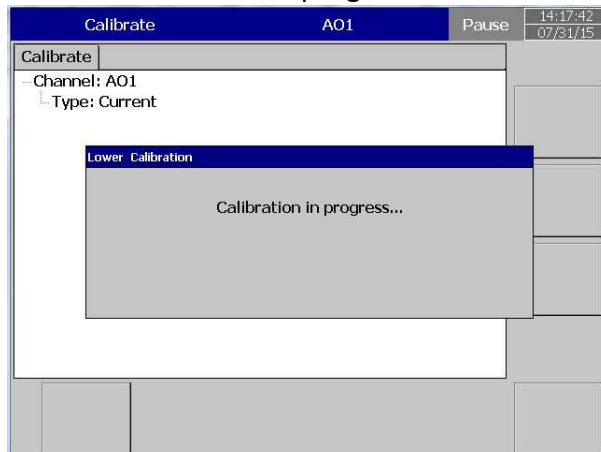 Calibrate AO1 Pause 14:17:42
07/31/15
Calibrate
Channel: AO1
Type: Current
Lower Calibration
Calibration in progress...